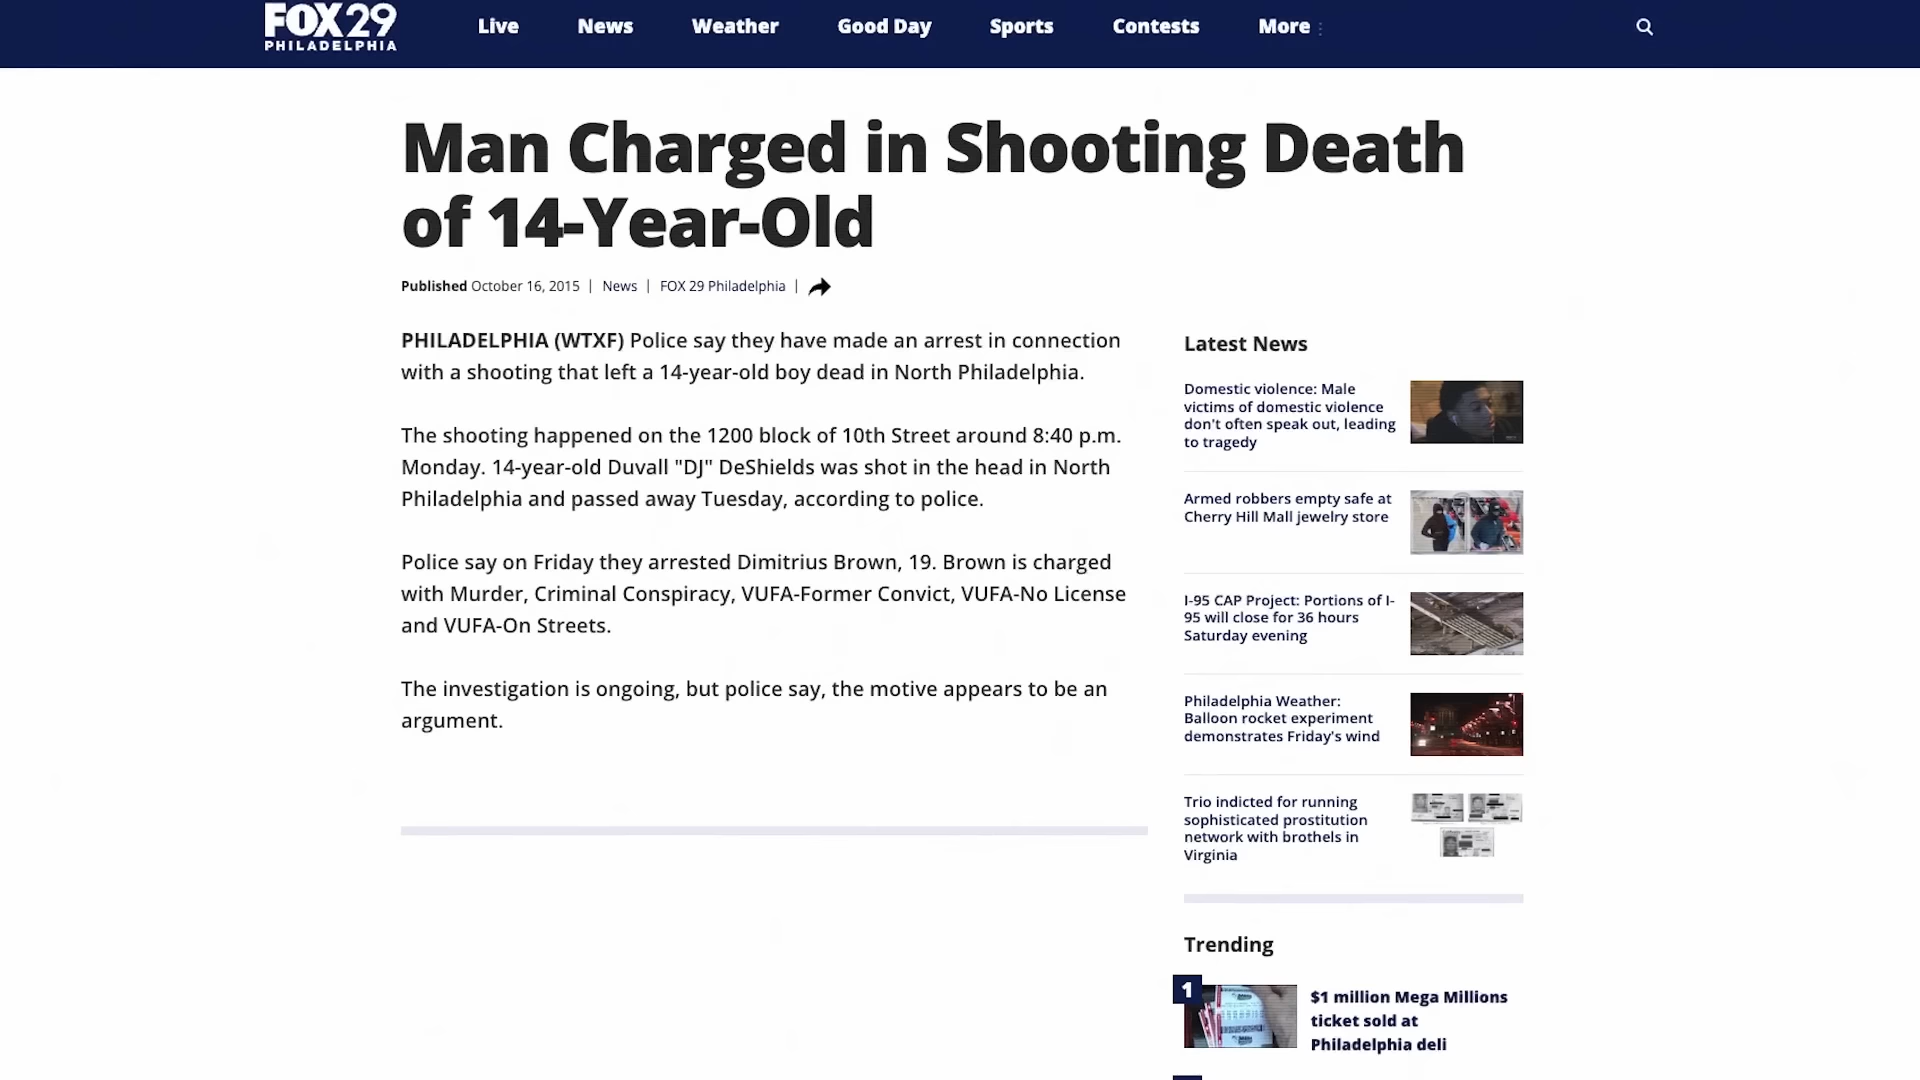 FOX 29
PHILADELPHIA
Live
News
Weather
Good Day
Sports
Contests
More
Man Charged in Shooting Death
of 14-Year-Old
Published October 16, 2015 | News | FOX 29 Philadelphia |
PHILADELPHIA (WTXF) Police say they have made an arrest in connection
with a shooting that left a 14-year-old boy dead in North Philadelphia.
The shooting happened on the 1200 block of 10th Street around 8:40 p.m.
Monday. 14-year-old Duvall "DJ" DeShields was shot in the head in North
Philadelphia and passed away Tuesday, according to police.
Police say on Friday they arrested Dimitrius Brown, 19. Brown is charged
with Murder, Criminal Conspiracy, VUFA-Former Convict, VUFA-No License
and VUFA-On Streets.
The investigation is ongoing, but police say, the motive appears to be an
argument.
Latest News
Domestic violence: Male
victims of domestic violence
don't often speak out, leading
to tragedy
Armed robbers empty safe at
Cherry Hill Mall jewelry store
I-95 CAP Project: Portions of I-
95 will close for 36 hours
Saturday evening
Philadelphia Weather:
Balloon rocket experiment
demonstrates Friday's wind
Trio indicted for running
sophisticated prostitution
network with brothels in
Virginia
Trending
1
$1 million Mega Millions
ticket sold at
Philadelphia deli